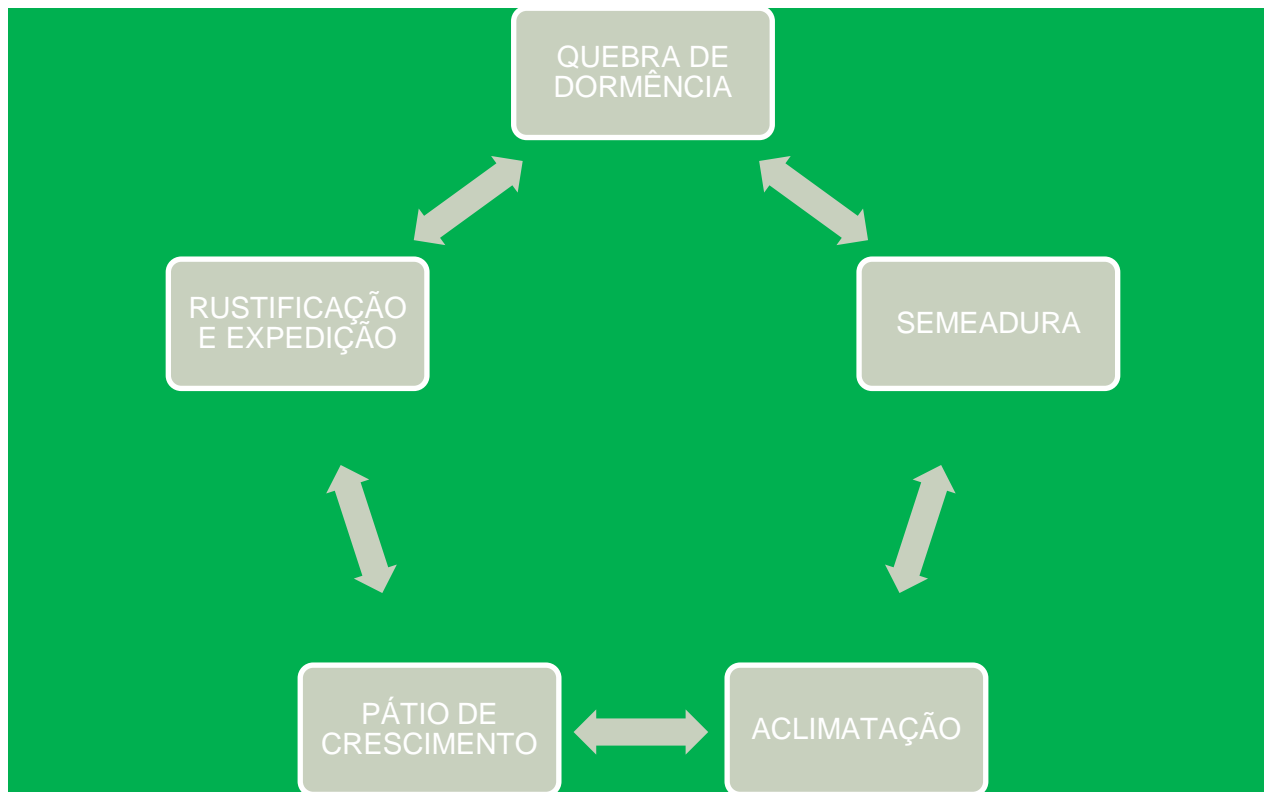 QUEBRA DE
DORMÊNCIA
SEMEADURA
ACLIMATAÇÃO
PÁTIO DE
CRESCIMENTO
RUSTIFICAÇÃO
E EXPEDIÇÃO